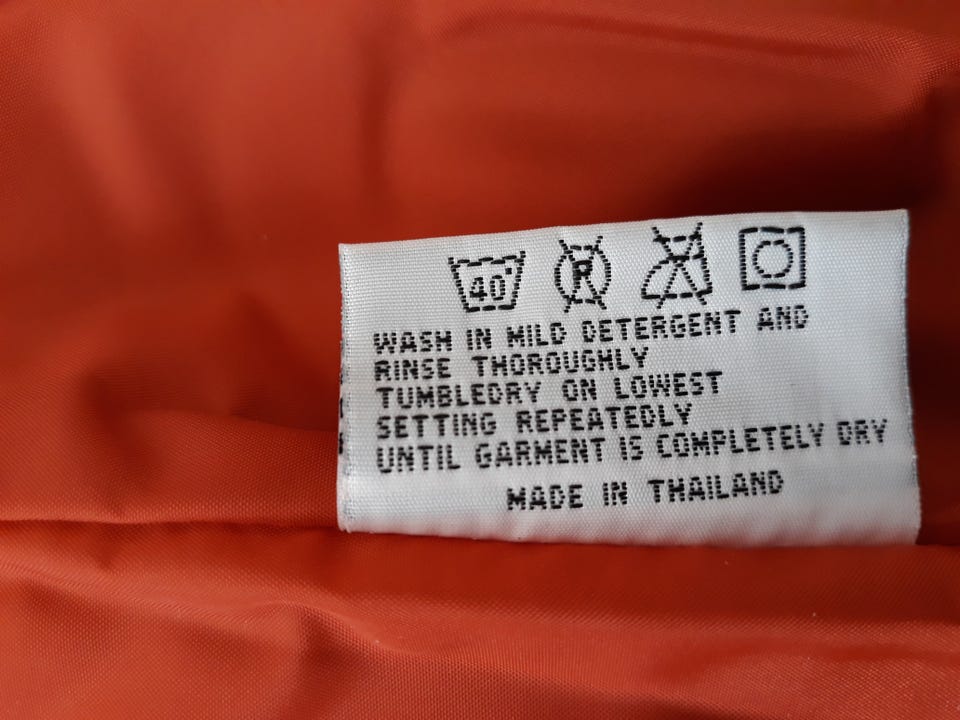 40° P
WASH IN MILD DETERGENT AND
RINSE THOROUGHLY
TUMBLEDRY ON LOWEST
SETTING REPEATEDLY
UNTIL GARMENT IS COMPLETELY DRY
MADE IN THAILAND